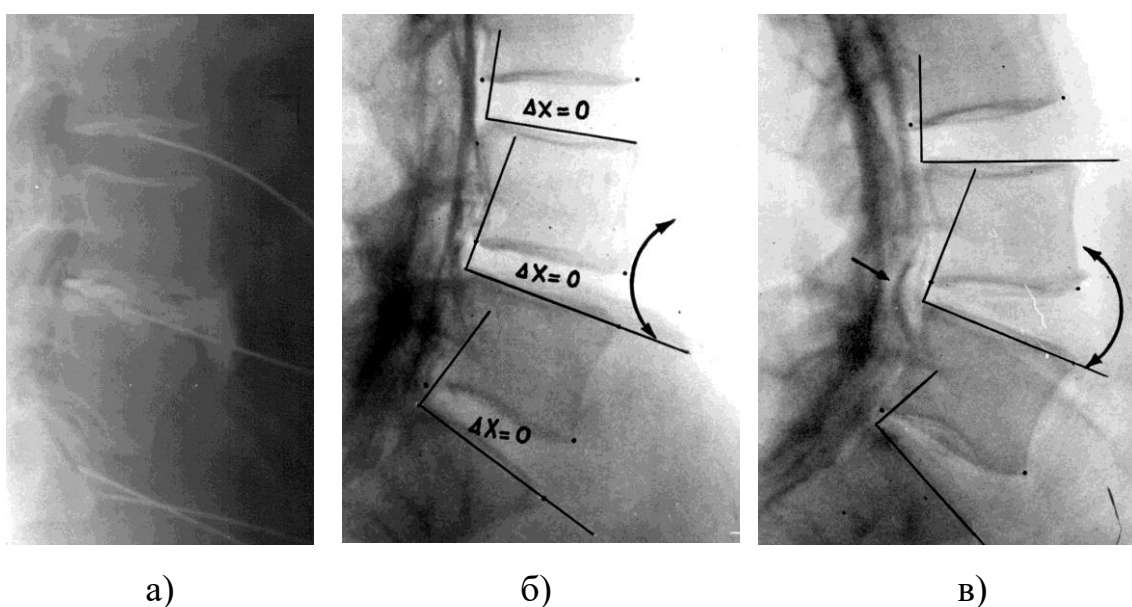 ΔX = 0
ΔX = 0
ΔX = 0
а)
б)
в)